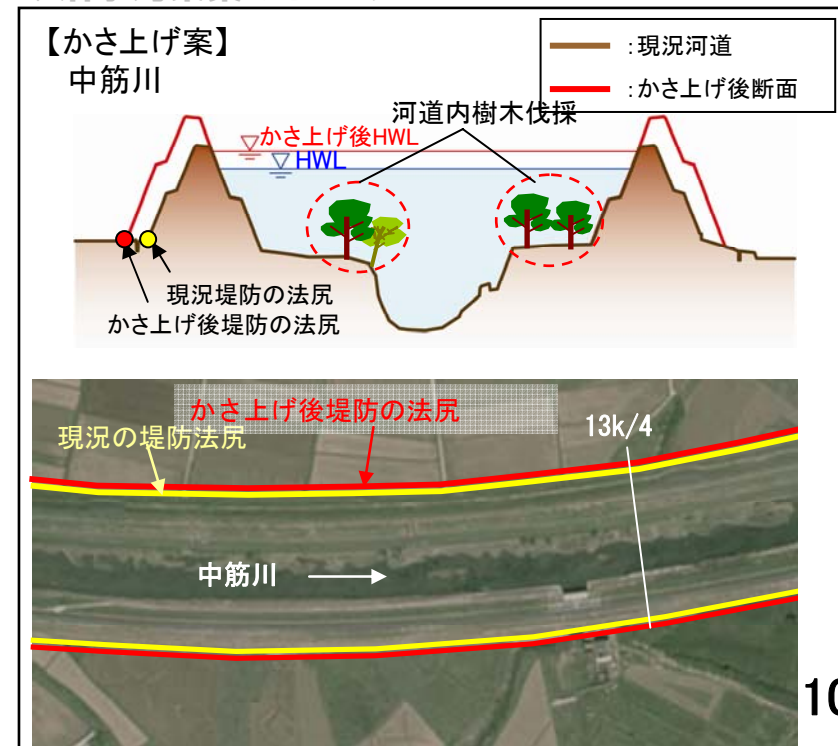 【かさ上げ案】
中筋川
:現況河道
:かさ上げ後断面
河道内樹木伐採
かさ上げ後HWL
HWL
現況堤防の法尻
かさ上げ後堤防の法尻
かさ上げ後堤防の法尻
現況の堤防法尻
13k/4
中筋川
10